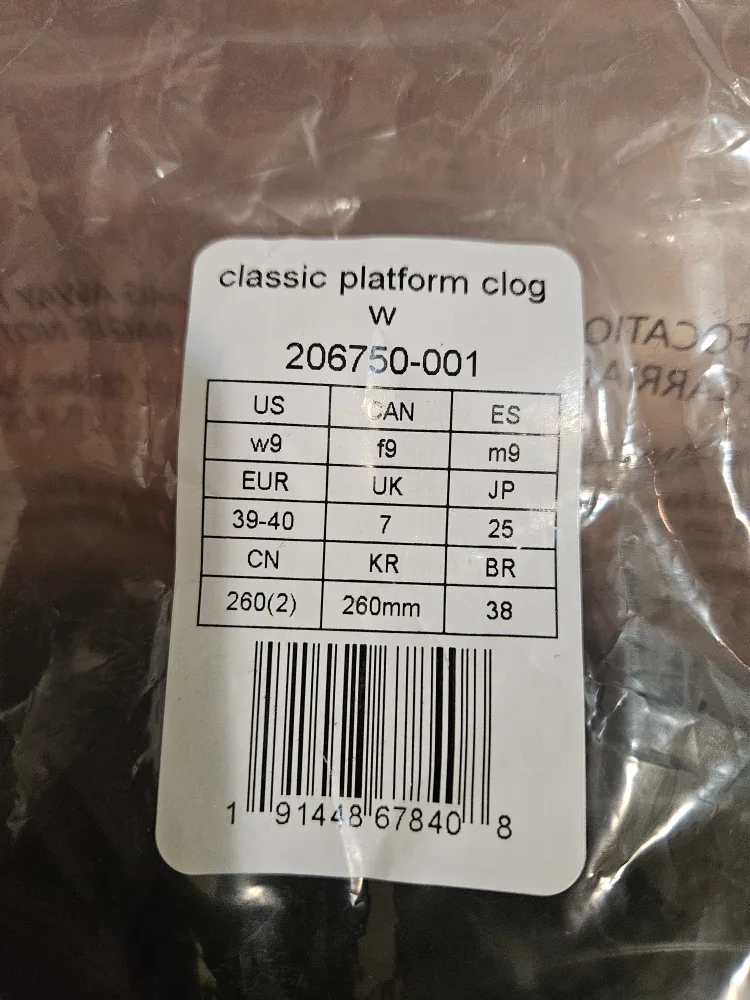 classic platform clog
w
206750-001
US CAN ES
w9 f9 m9
EUR UK JP
39-40 7 25
CN KR BR
260(2) 260mm 38
1 91448 67840 8